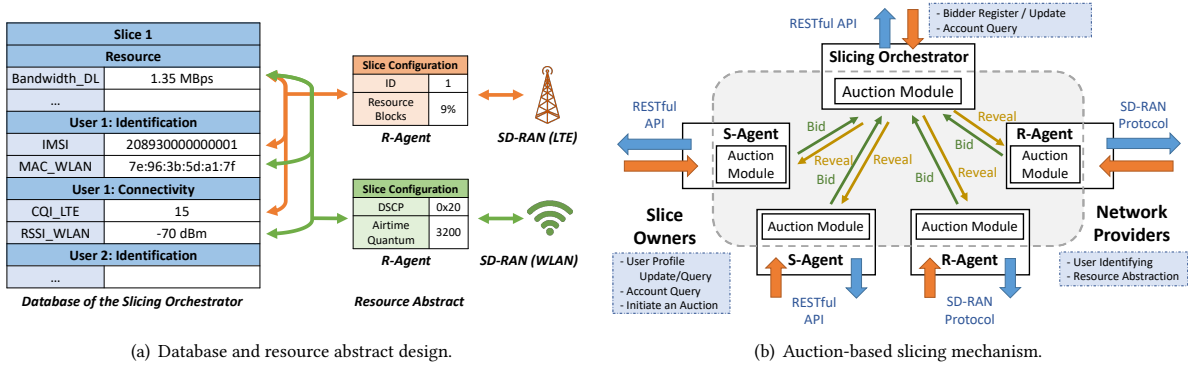 Slice 1
Resource
Bandwidth_DL 1.35 MBps
...
User 1: Identification
IMSI 208930000000001
MAC_WLAN 7e:96:3b:5d:a1:7f
User 1: Connectivity
CQI_LTE 15
RSSI_WLAN -70 dBm
User 2: Identification
...
Database of the Slicing Orchestrator
Slice Configuration
ID 1
Resource
Blocks 9%
R-Agent
SD-RAN (LTE)
Slice Configuration
DSCP 0x20
Airtime
Quantum 3200
R-Agent
SD-RAN (WLAN)
Resource Abstract
(a) Database and resource abstract design.
RESTful API
- Bidder Register / Update
- Account Query
Slicing Orchestrator
Auction Module
RESTful
API
S-Agent
Auction
Module
Bid
Reveal
Bid
Reveal
Bid
Reveal
Bid
Reveal
R-Agent
Auction
Module
SD-RAN
Protocol
Slice
Owners
- User Profile
Update/Query
- Account Query
- Initiate an Auction
Auction Module
S-Agent
RESTful
API
Auction Module
R-Agent
SD-RAN
Protocol
Network
Providers
- User Identifying
- Resource Abstraction
(b) Auction-based slicing mechanism.